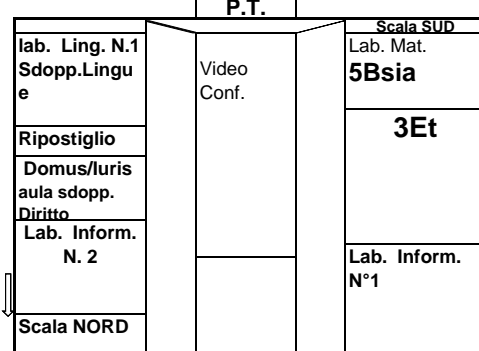 P.T.
Scala SUD
lab. Ling. N.1
Sdopp.Lingu
e
Ripostiglio
Domus/Iuris
aula sdopp.
Diritto
Lab. Inform.
N. 2
Scala NORD
Video
Conf.
Lab. Mat.
5Bsia
3Et
Lab. Inform.
N°1